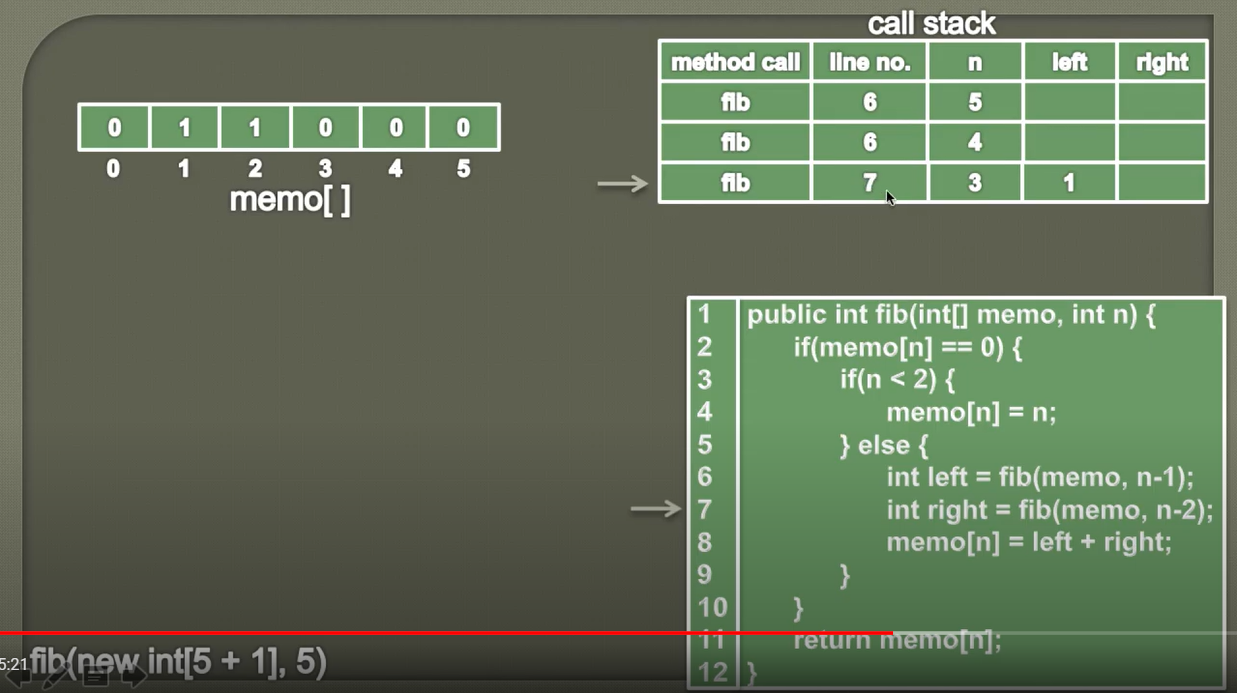 call stack
method call line no. n left right
fib 6 5
fib 6 4
fib 7 3 1
0 1 1 0 0 0
0 1 2 3 4 5
memo[ ]
1 public int fib(int[] memo, int n) {
2 if(memo[n] == 0) {
3 if(n < 2) {
4 memo[n] = n;
5 } else {
6 int left = fib(memo, n-1);
7 int right = fib(memo, n-2);
8 memo[n] = left + right;
9 }
10 }
11 return memo[n];
12 }
5:21
fib(new int[5 + 1], 5)